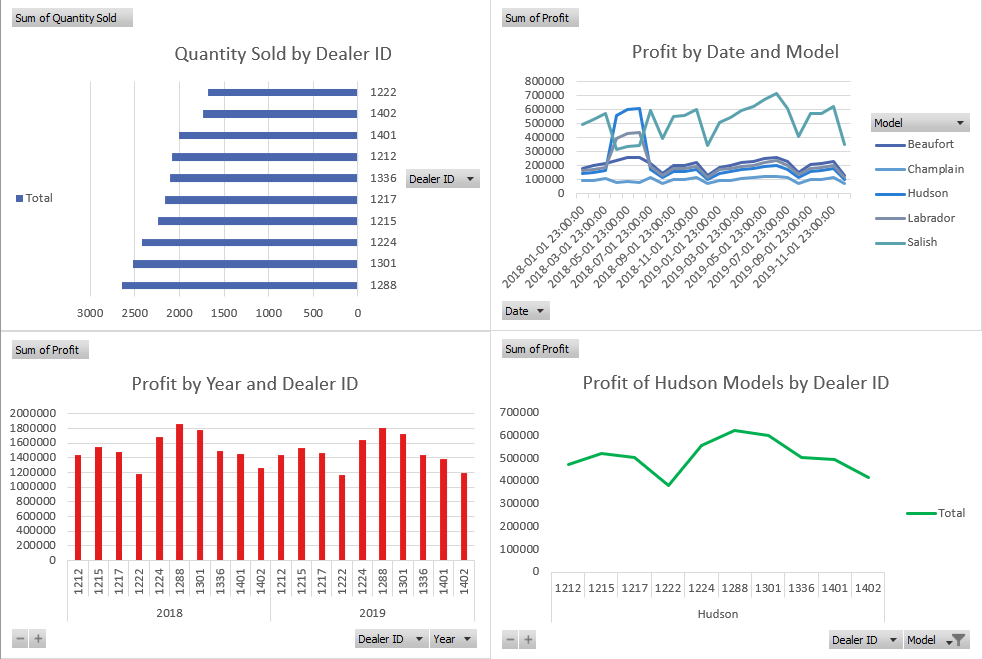 Sum of Quantity Sold
Quantity Sold by Dealer ID
1222
1402
1401
1212
1336
1217
1215
1224
1301
1288
Total
Dealer ID
3000 2500 2000 1500 1000 500 0
Sum of Profit
Profit by Date and Model
800000
700000
600000
500000
400000
300000
200000
100000
0
2018-01-01 23:00:00
2018-03-01 23:00:00
2018-05-01 23:00:00
2018-07-01 23:00:00
2018-09-01 23:00:00
2018-11-01 23:00:00
2019-01-01 23:00:00
2019-03-01 23:00:00
2019-05-01 23:00:00
2019-07-01 23:00:00
2019-09-01 23:00:00
2019-11-01 23:00:00
Model
Beaufort
Champlain
Hudson
Labrador
Salish
Date
Sum of Profit
Profit by Year and Dealer ID
2000000
1800000
1600000
1400000
1200000
1000000
800000
600000
400000
200000
0
1212 1215 1217 1222 1224 1288 1301 1336 1401 1402 1212 1215 1217 1222 1224 1288 1301 1336 1401 1402
2018 2019
Dealer ID Year
Sum of Profit
Profit of Hudson Models by Dealer ID
700000
600000
500000
400000
300000
200000
100000
0
1212 1215 1217 1222 1224 1288 1301 1336 1401 1402
Hudson
Total
Dealer ID Model